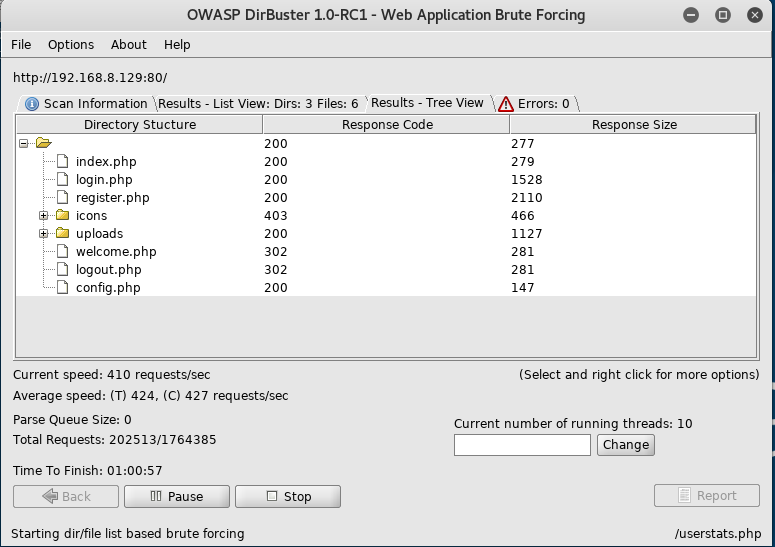 OWASP DirBuster 1.0-RC1 - Web Application Brute Forcing
File Options About Help
http://192.168.8.129:80/
Scan Information Results - List View: Dirs: 3 Files: 6 Results - Tree View Errors: 0
Directory Stucture Response Code Response Size
200 277
index.php 200 279
login.php 200 1528
register.php 200 2110
icons 403 466
uploads 200 1127
welcome.php 302 281
logout.php 302 281
config.php 200 147
Current speed: 410 requests/sec (Select and right click for more options)
Average speed: (T) 424, (C) 427 requests/sec
Parse Queue Size: 0 Current number of running threads: 10
Total Requests: 202513/1764385 Change
Time To Finish: 01:00:57
Back Pause Stop Report
Starting dir/file list based brute forcing /userstats.php